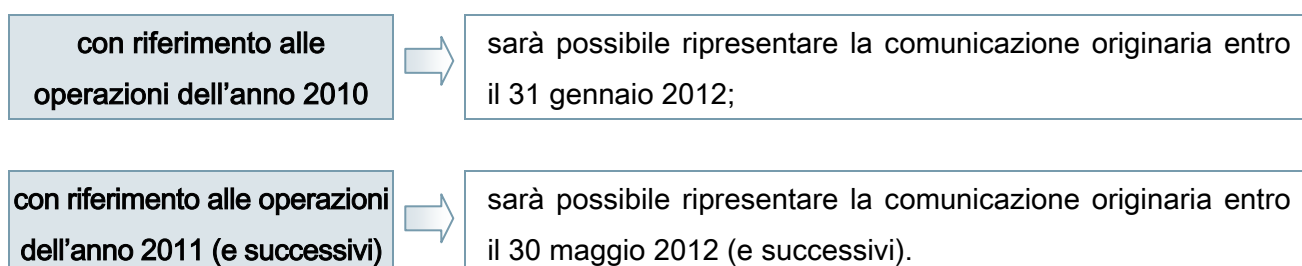 con riferimento alle
operazioni dell'anno 2010
sarà possibile ripresentare la comunicazione originaria entro
il 31 gennaio 2012;
con riferimento alle operazioni
dell'anno 2011 (e successivi)
sarà possibile ripresentare la comunicazione originaria entro
il 30 maggio 2012 (e successivi).